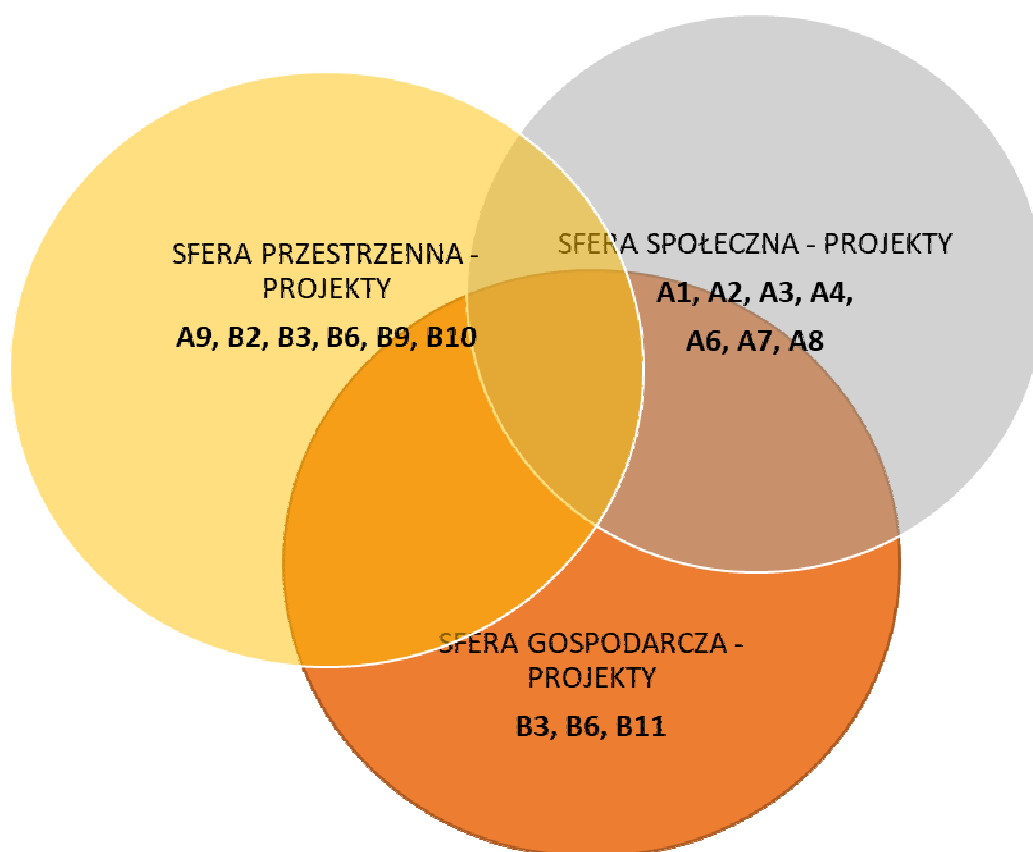 SFERA PRZESTRZENNA -
PROJEKTY
A9, B2, B3, B6, B9, B10
SFERA SPOŁECZNA - PROJEKTY
A1, A2, A3, A4,
A6, A7, A8
SFERA GOSPODARCZA -
PROJEKTY
B3, B6, B11